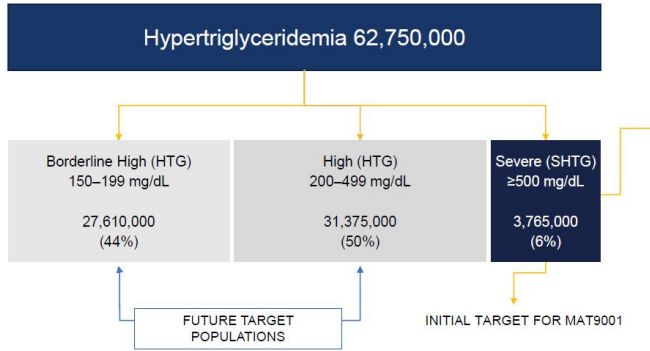 Hypertriglyceridemia 62,750,000
Borderline High (HTG)
150–199 mg/dL
27,610,000
(44%)
High (HTG)
200–499 mg/dL
31,375,000
(50%)
Severe (SHTG)
≥500 mg/dL
3,765,000
(6%)
FUTURE TARGET
POPULATIONS
INITIAL TARGET FOR MAT9001